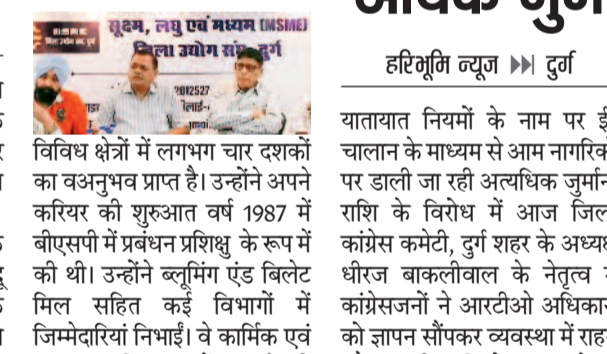 सूक्ष्म, लघु एवं मध्यम (MSME)
जिला उद्योग संघ, दुर्ग
विविध क्षेत्रों में लगभग चार दशकों
का वअनुभव प्राप्त है। उन्होंने अपने
करियर की शुरुआत वर्ष 1987 में
बीएसपी में प्रबंधन प्रशिक्षु के रूप में
की थी। उन्होंने ब्लूमिंग एंड बिलेट
मिल सहित कई विभागों में
जिम्मेदारियां निभाईं। वे कार्मिक एवं
हरिभूमि न्यूज दुर्ग
यातायात नियमों के नाम पर
चालान के माध्यम से आम नागरिक
पर डाली जा रही अत्यधिक जुर्मान
राशि के विरोध में आज जिल
कांग्रेस कमेटी, दुर्ग शहर के अध्यक्ष
धीरज बाकलीवाल के नेतृत्व
कांग्रेसजनों ने आरटीओ अधिकार
को ज्ञापन सौंपकर व्यवस्था में राह